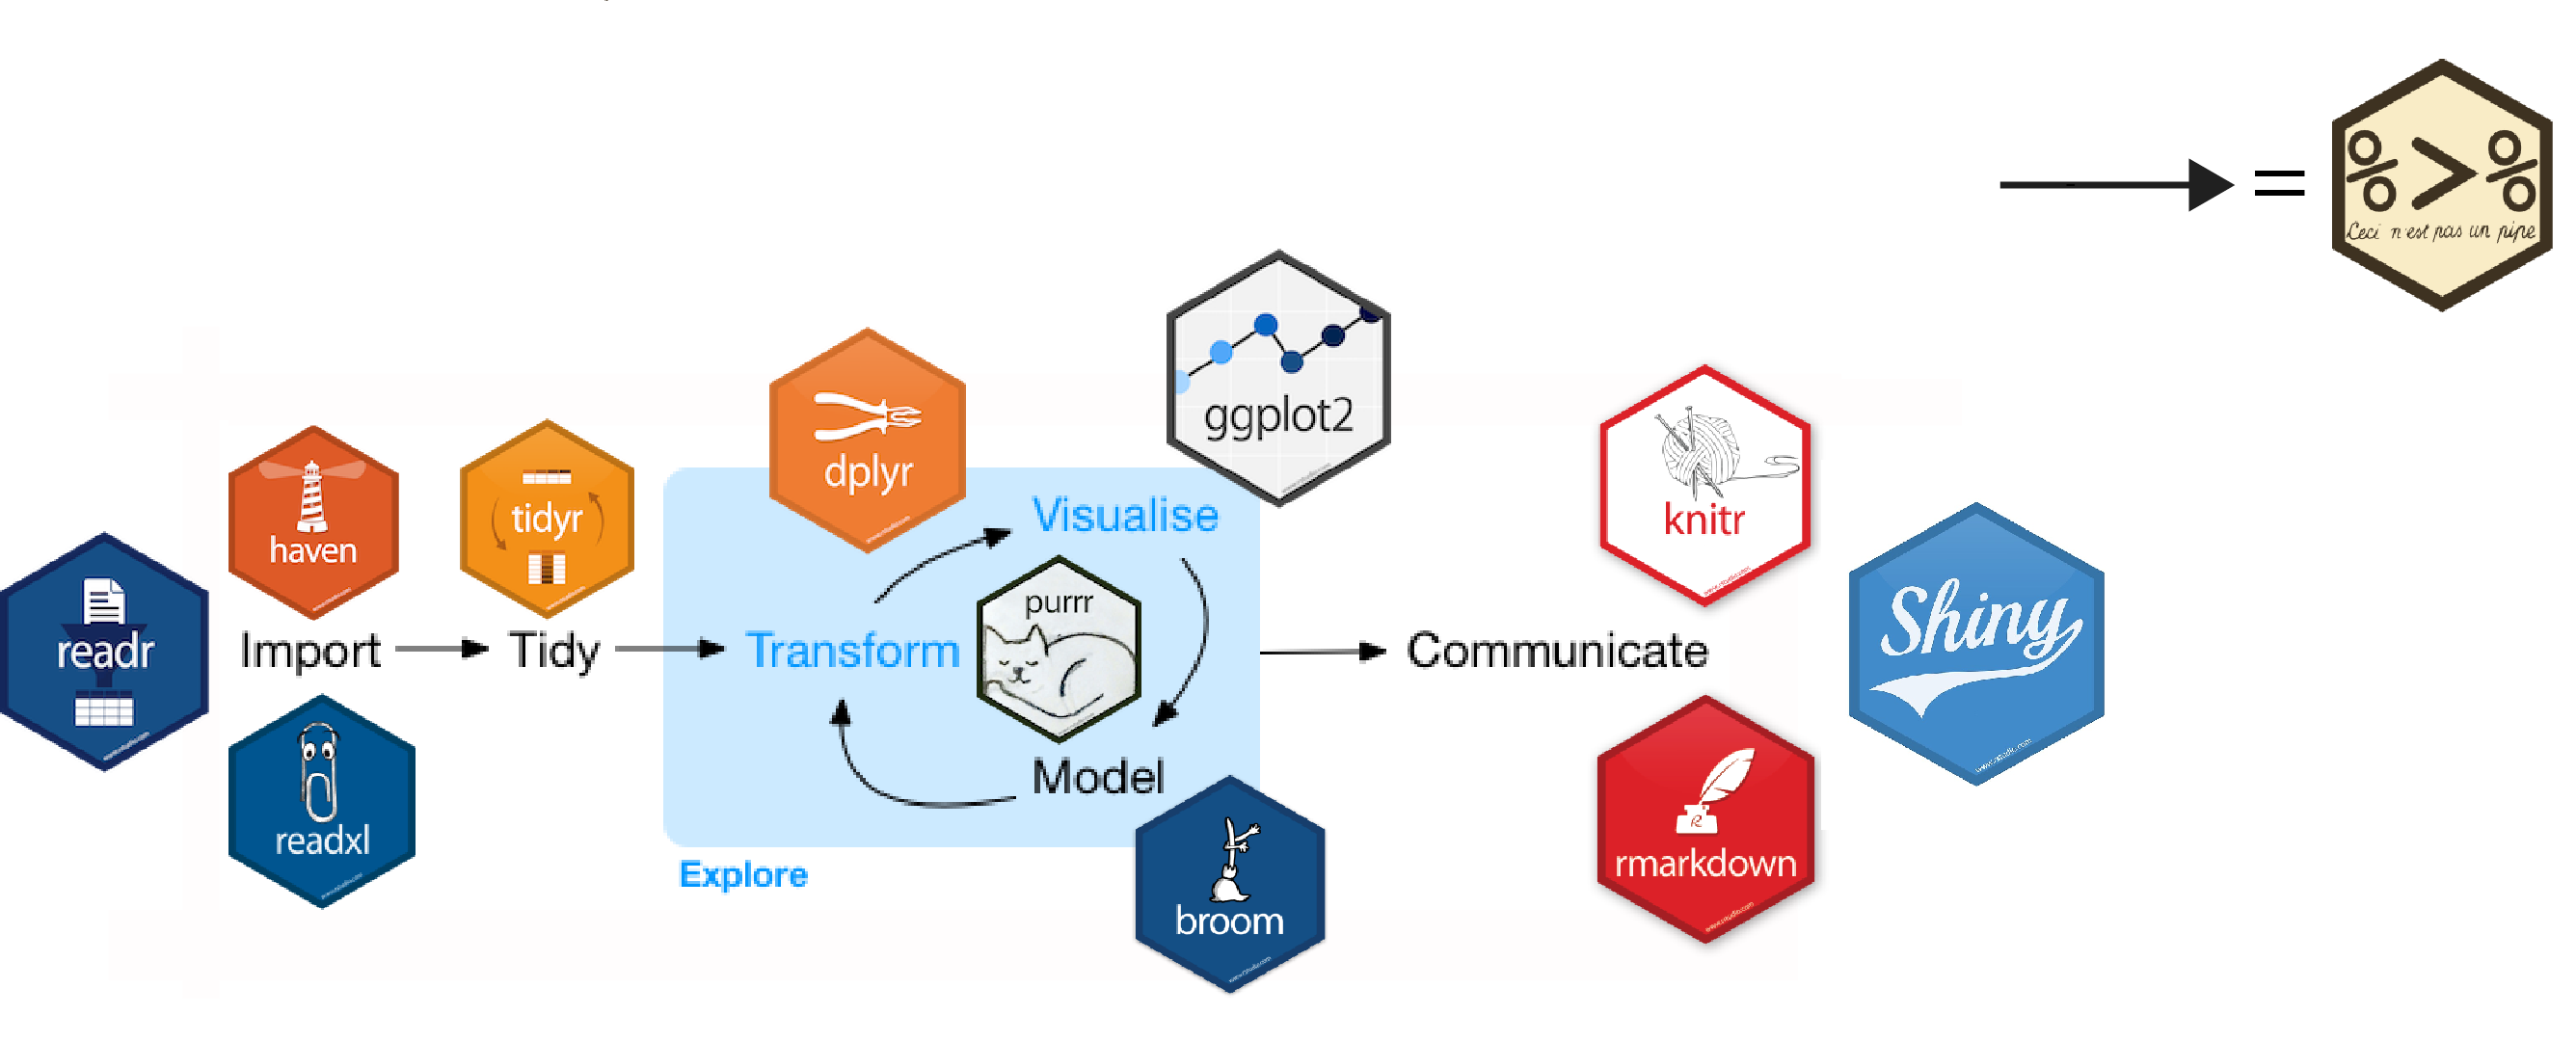 %>%
Ceci n'est pas un pipe
ggplot2
dplyr
haven
tidyr
knitr
Visualise
purrr
readr
Import
Tidy
Transform
Communicate
Shiny
Model
readxl
Explore
broom
rmarkdown
=